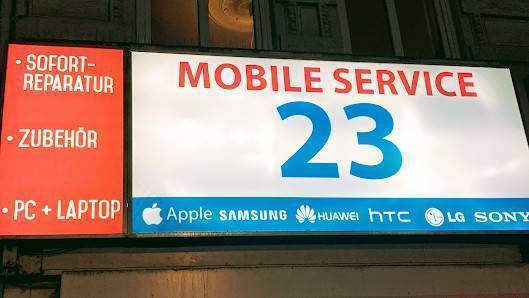 • SOFORT-
REPARATUR
• ZUBEHÖR
• PC + LAPTOP
MOBILE SERVICE
23
Apple SAMSUNG HUAWEI hTC LG SONY